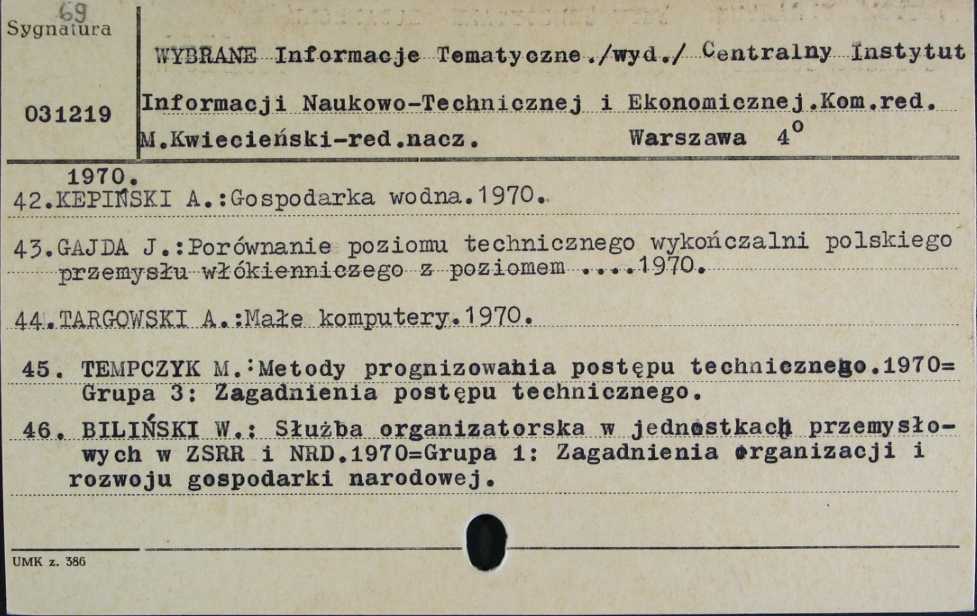 69
Sygnatura
WYBRANE Informacje Tematyczne./wyd./ Centralny Instytut
031219
Informacji Naukowo-Technicznej i Ekonomicznej.Kom.red.
M.Kwiecieński-red.nacz. Warszawa 4°
1970.
42.KEPIŃSKI A.:Gospodarka wodna.1970.
43.GAJDA J.:Porównanie poziomu technicznego wykończalni polskiego
przemysłu włókienniczego z poziomem ....1970.
44.TARGOWSKI A.:Małe komputery.1970.
45. TEMPCZYK M.:Metody prognizowania postępu technicznego.1970=
Grupa 3: Zagadnienia postępu technicznego.
46. BILIŃSKI W.: Służba organizatorska w jednostkach przemysło-
wych w ZSRR i NRD.1970=Grupa 1: Zagadnienia organizacji i
rozwoju gospodarki narodowej.
UMK z. 386